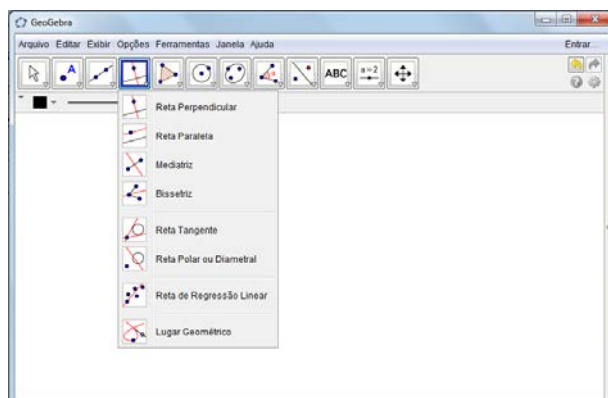 GeoGebra
Arquivo Editar Exibir Opções Ferramentas Janela Ajuda Entrar...
A ABC a=2
Reta Perpendicular
Reta Paralela
Mediatriz
Bissetriz
Reta Tangente
Reta Polar ou Diametral
Reta de Regressão Linear
Lugar Geométrico